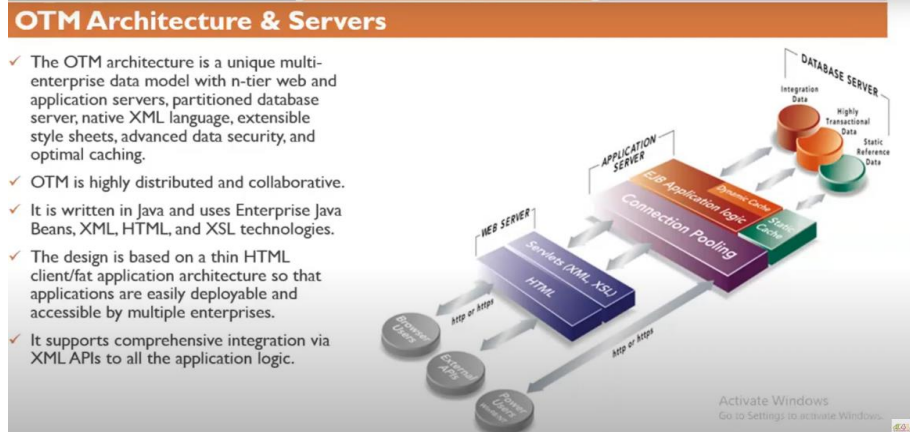 OTM Architecture & Servers
✓ The OTM architecture is a unique multi-
enterprise data model with n-tier web and
application servers, partitioned database
server, native XML language, extensible
style sheets, advanced data security, and
optimal caching.
✓ OTM is highly distributed and collaborative.
✓ It is written in Java and uses Enterprise Java
Beans, XML, HTML, and XSL technologies.
✓ The design is based on a thin HTML
client/fat application architecture so that
applications are easily deployable and
accessible by multiple enterprises.
✓ It supports comprehensive integration via
XML APIs to all the application logic.
DATABASE SERVER
Integration
Data
Highly
Transactional
Data
Static
Reference
Data
APPLICATION
SERVER
EJB Application logic
Dynamic Cache
Static
Cache
Connection Pooling
WEB SERVER
Servlets (XML, XSL)
HTML
http or https
http or https
Browser
Users
External
APIs
Power
Users
Activate Windows
Go to Settings to activate Windows.